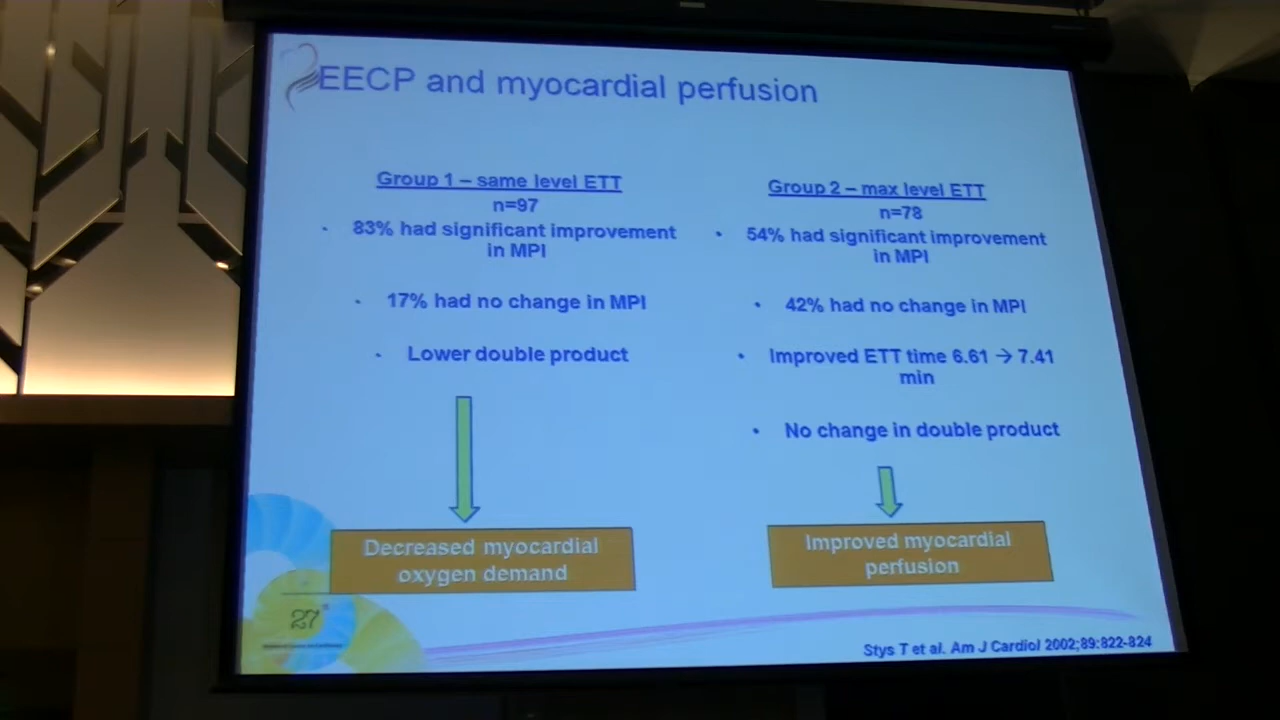 EECP and myocardial perfusion
Group 1 – same level ETT
n=97
• 83% had significant improvement
in MPI
• 17% had no change in MPI
• Lower double product
Decreased myocardial
oxygen demand
Group 2 – max level ETT
n=78
• 54% had significant improvement
in MPI
• 42% had no change in MPI
• Improved ETT time 6.61 → 7.41
min
• No change in double product
Improved myocardial
perfusion
27
Stys T et al. Am J Cardiol 2002;89:822-824